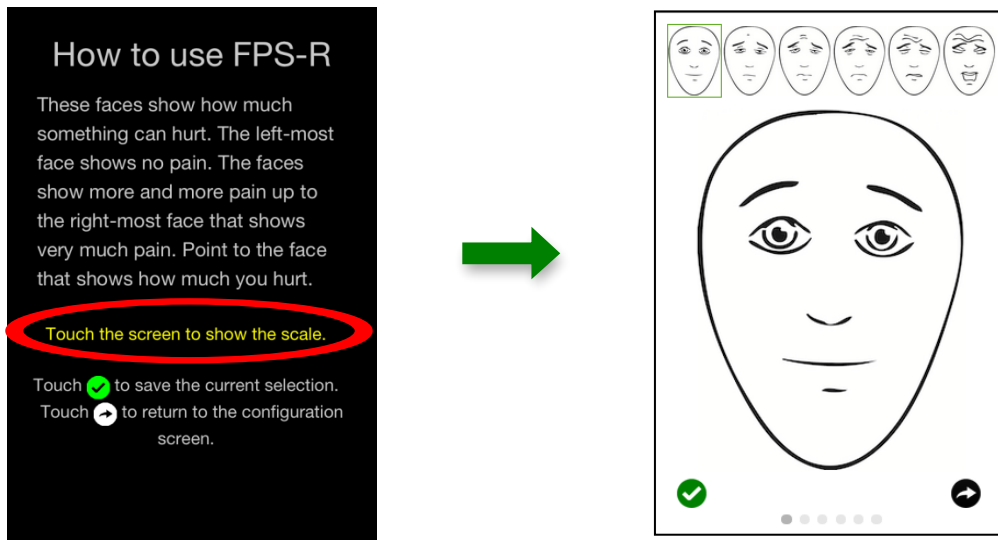 How to use FPS-R
These faces show how much
something can hurt. The left-most
face shows no pain. The faces
show more and more pain up to
the right-most face that shows
very much pain. Point to the face
that shows how much you hurt.
Touch the screen to show the scale.
Touch to save the current selection.
Touch to return to the configuration
screen.